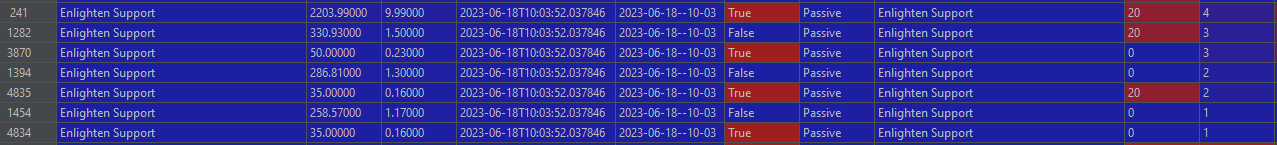 241 Enlighten Support 2203.99000 9.99000 2023-06-18T10:03:52.037846 2023-06-18--10-03 True Passive Enlighten Support 20 4
1282 Enlighten Support 330.93000 1.50000 2023-06-18T10:03:52.037846 2023-06-18--10-03 False Passive Enlighten Support 20 3
3870 Enlighten Support 50.00000 0.23000 2023-06-18T10:03:52.037846 2023-06-18--10-03 True Passive Enlighten Support 0 3
1394 Enlighten Support 286.81000 1.30000 2023-06-18T10:03:52.037846 2023-06-18--10-03 False Passive Enlighten Support 0 2
4835 Enlighten Support 35.00000 0.16000 2023-06-18T10:03:52.037846 2023-06-18--10-03 True Passive Enlighten Support 20 2
1454 Enlighten Support 258.57000 1.17000 2023-06-18T10:03:52.037846 2023-06-18--10-03 False Passive Enlighten Support 0 1
4834 Enlighten Support 35.00000 0.16000 2023-06-18T10:03:52.037846 2023-06-18--10-03 True Passive Enlighten Support 0 1